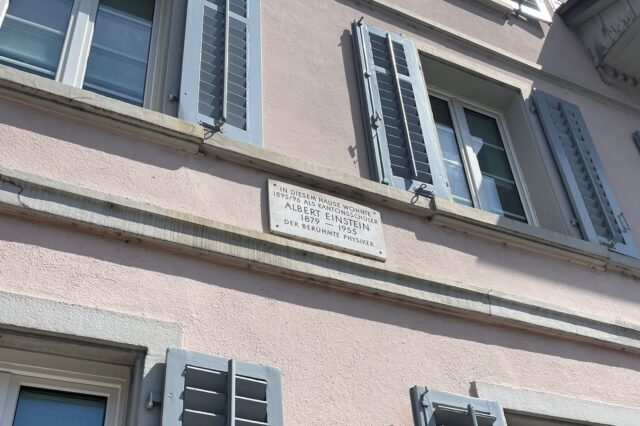 IN DIESEM HAUSE WOHNTE
1895/96 ALS KANTONSSCHÜLER
ALBERT EINSTEIN
1879 — 1955
DER BERÜHMTE PHYSIKER